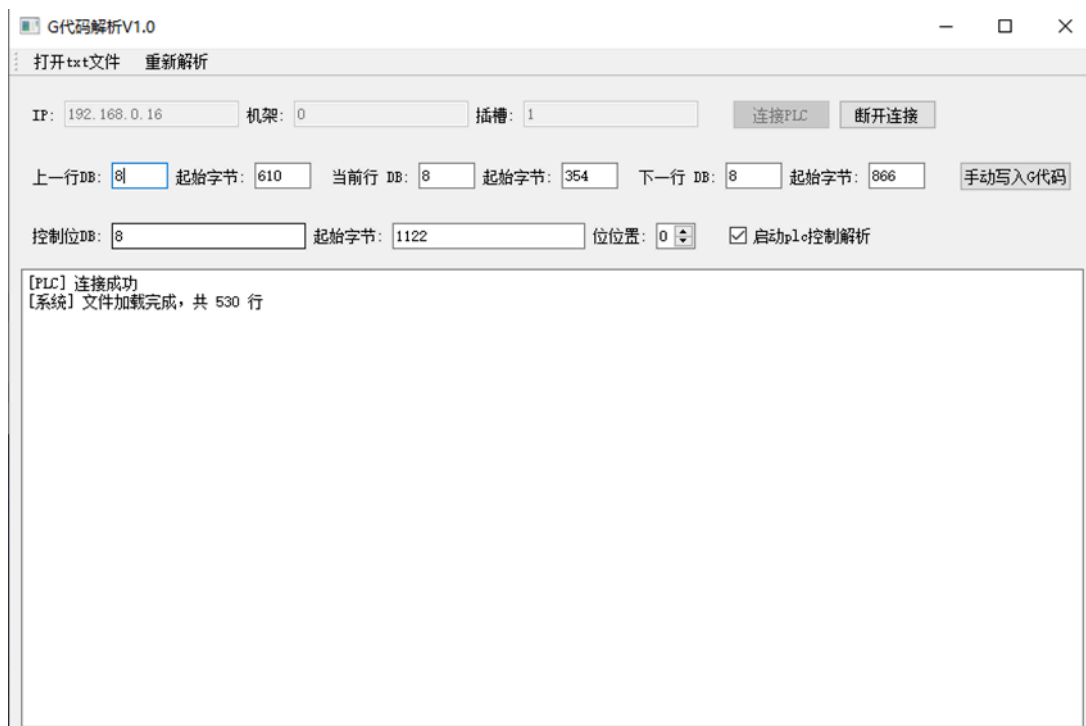 G代码解析V1.0
打开txt文件 重新解析
IP: 192.168.0.16 机架: 0 插槽: 1 连接PLC 断开连接
上一行DB: 8 起始字节: 610 当前行 DB: 8 起始字节: 354 下一行 DB: 8 起始字节: 866 手动写入G代码
控制位DB: 8 起始字节: 1122 位位置: 0 启动plc控制解析
[PLC] 连接成功
[系统] 文件加载完成，共 530 行